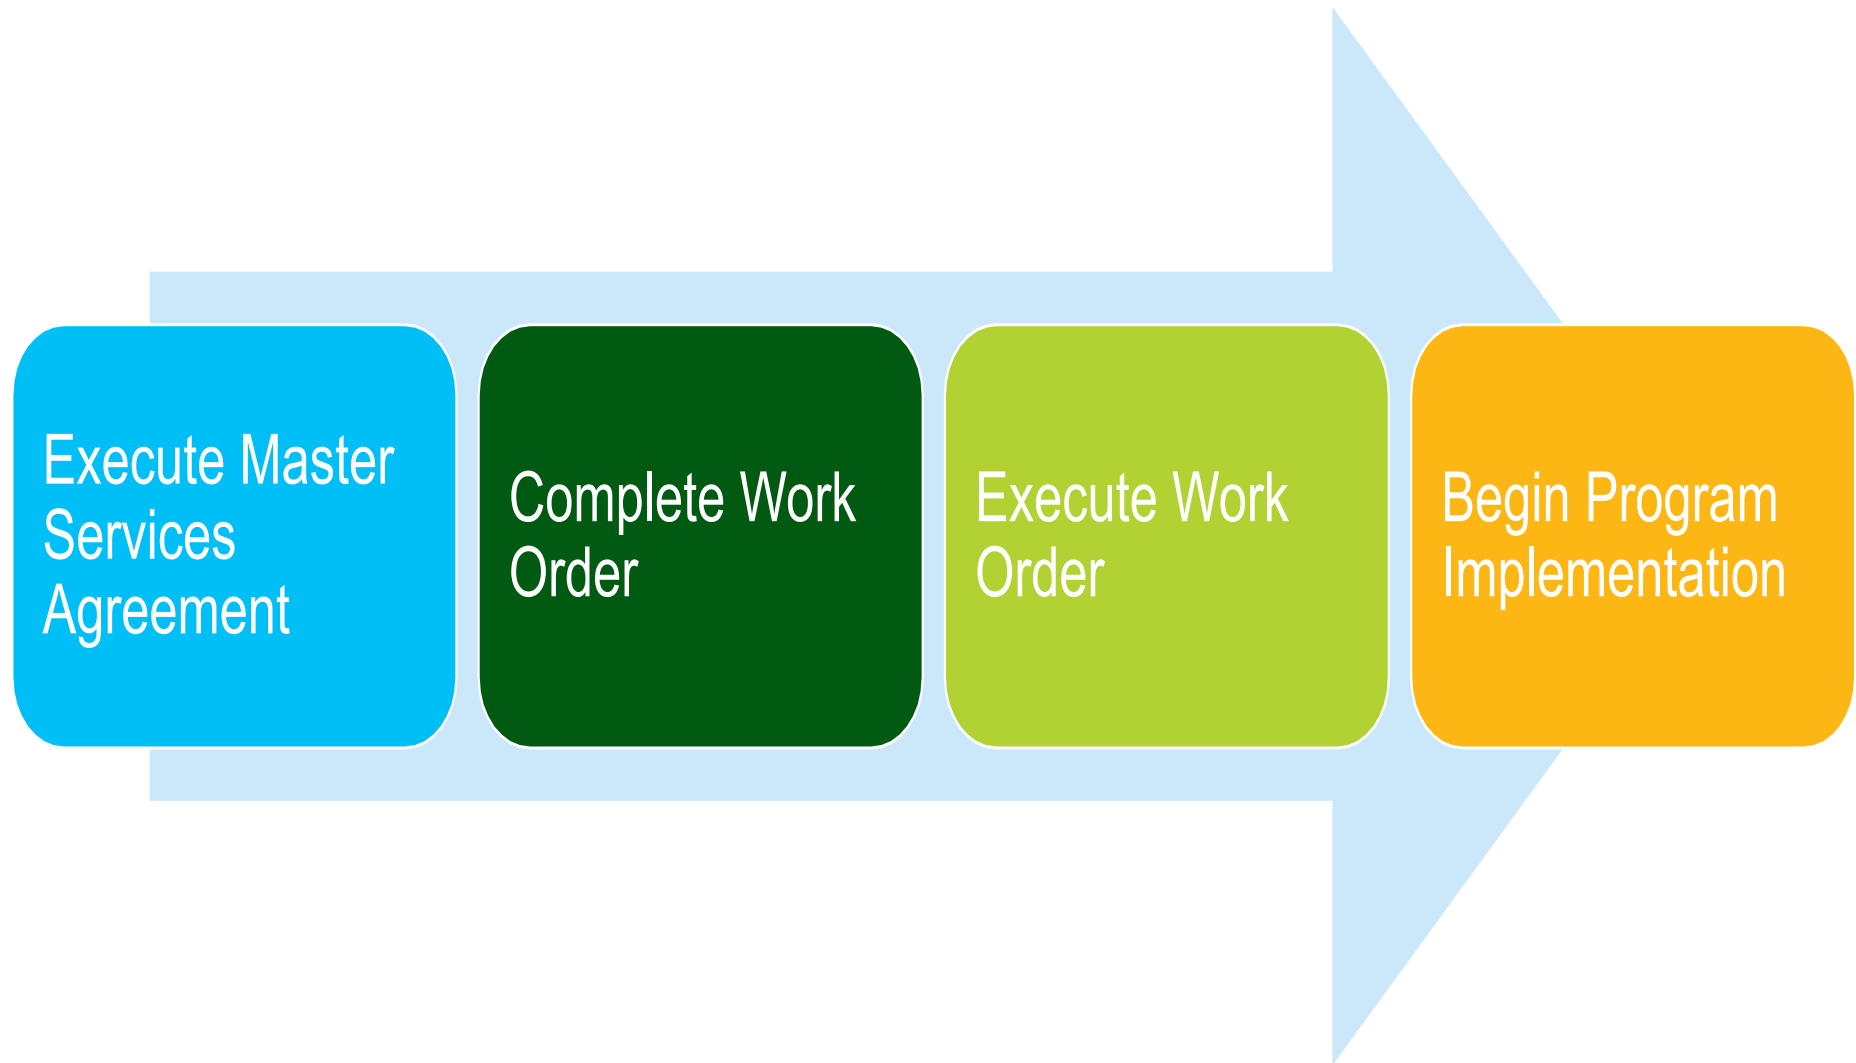 Execute Master
Services
Agreement
Complete Work
Order
Execute Work
Order
Begin Program
Implementation